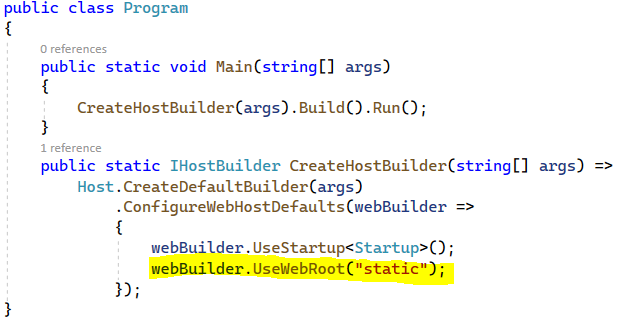 public class Program
{
0 references
public static void Main(string[] args)
{
CreateHostBuilder(args).Build().Run();
}
1 reference
public static IHostBuilder CreateHostBuilder(string[] args) =>
Host.CreateDefaultBuilder(args)
.ConfigureWebHostDefaults(webBuilder =>
{
webBuilder.UseStartup<Startup>();
webBuilder.UseWebRoot("static");
});
}